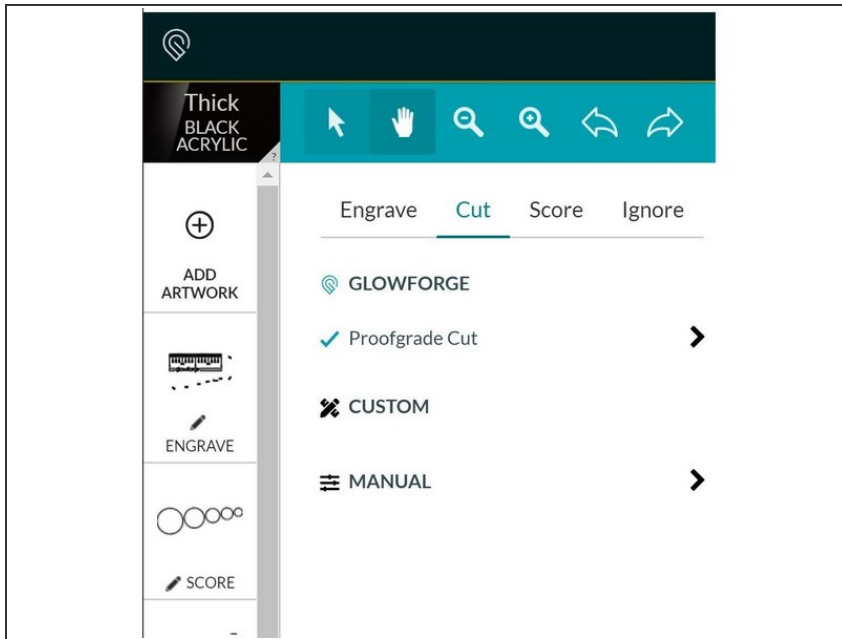 Thick
BLACK
ACRYLIC
?
Engrave Cut Score Ignore
ADD
ARTWORK
GLOWFORGE
Proofgrade Cut
CUSTOM
ENGRAVE
MANUAL
SCORE